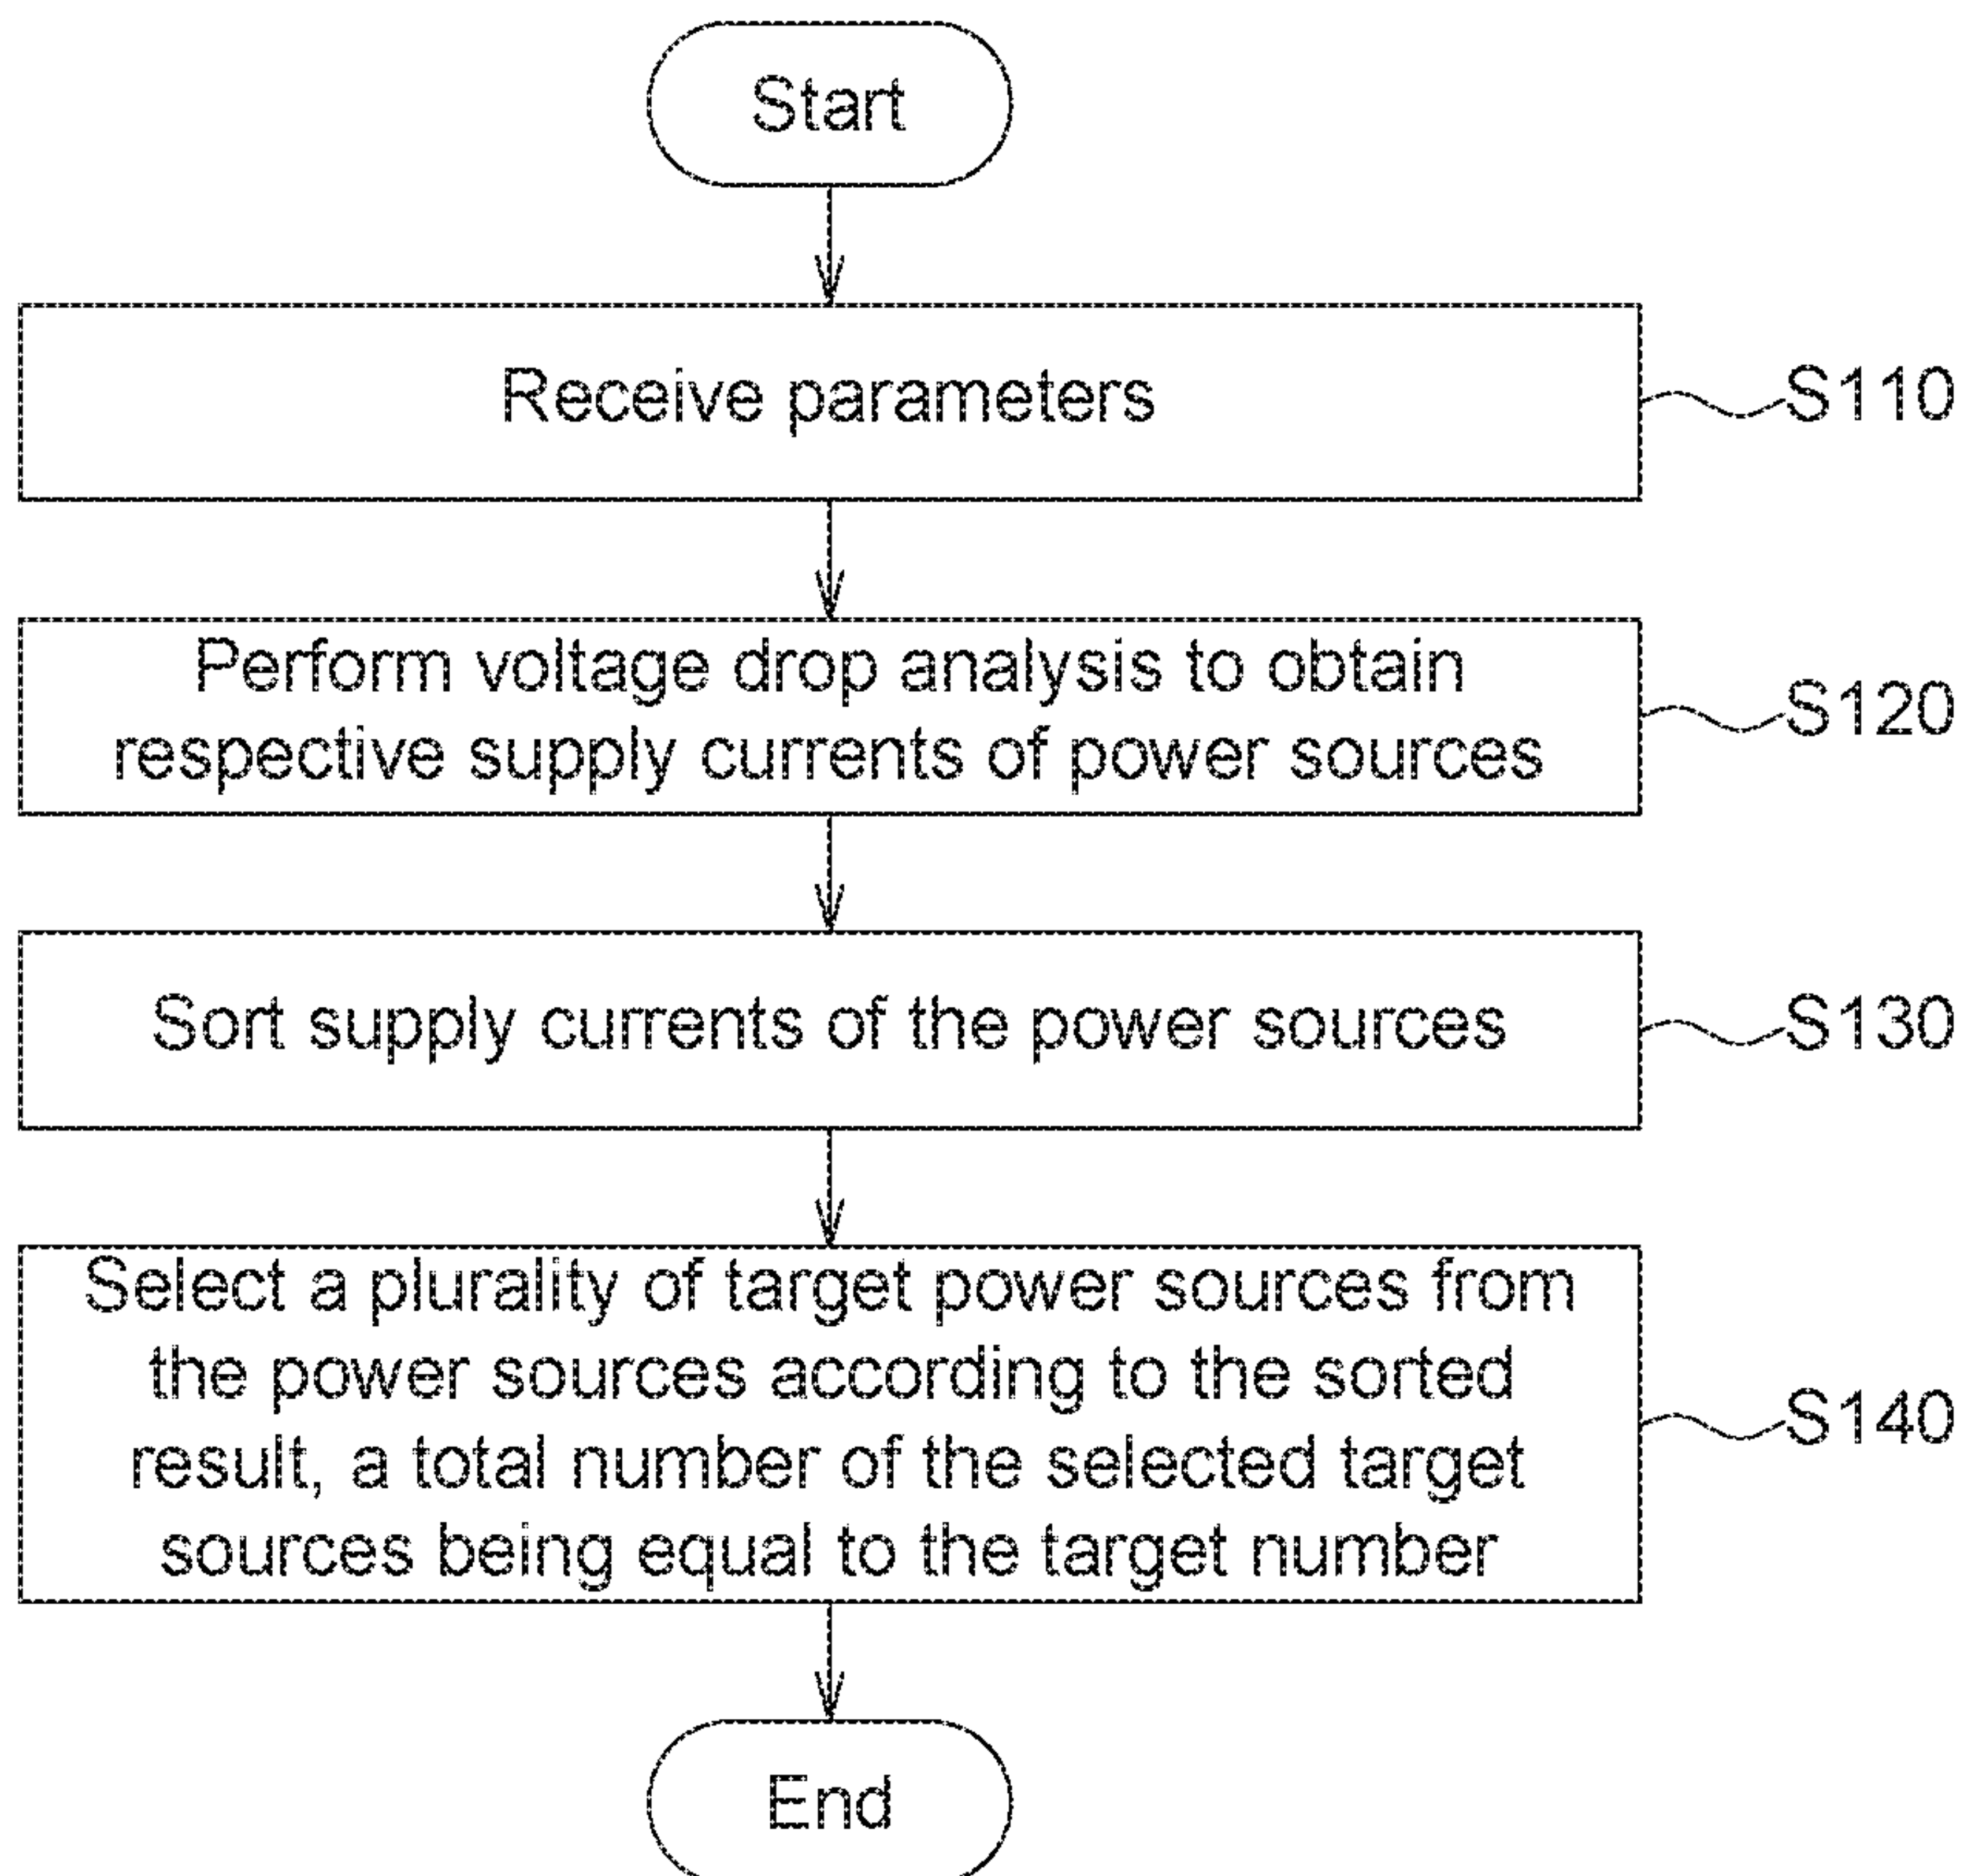 Start
Receive parameters
S110
Perform voltage drop analysis to obtain
respective supply currents of power sources
S120
Sort supply currents of the power sources
S130
Select a plurality of target power sources from
the power sources according to the sorted
result, a total number of the selected target
sources being equal to the target number
S140
End